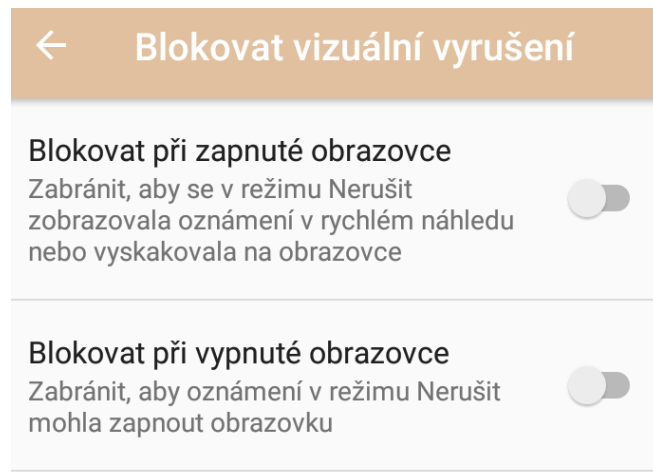 Blokovat vizuální vyrušení
Blokovat při zapnuté obrazovce
Zabránit, aby se v režimu Nerušit
zobrazovala oznámení v rychlém náhledu
nebo vyskakovala na obrazovce
Blokovat při vypnuté obrazovce
Zabránit, aby oznámení v režimu Nerušit
mohla zapnout obrazovku